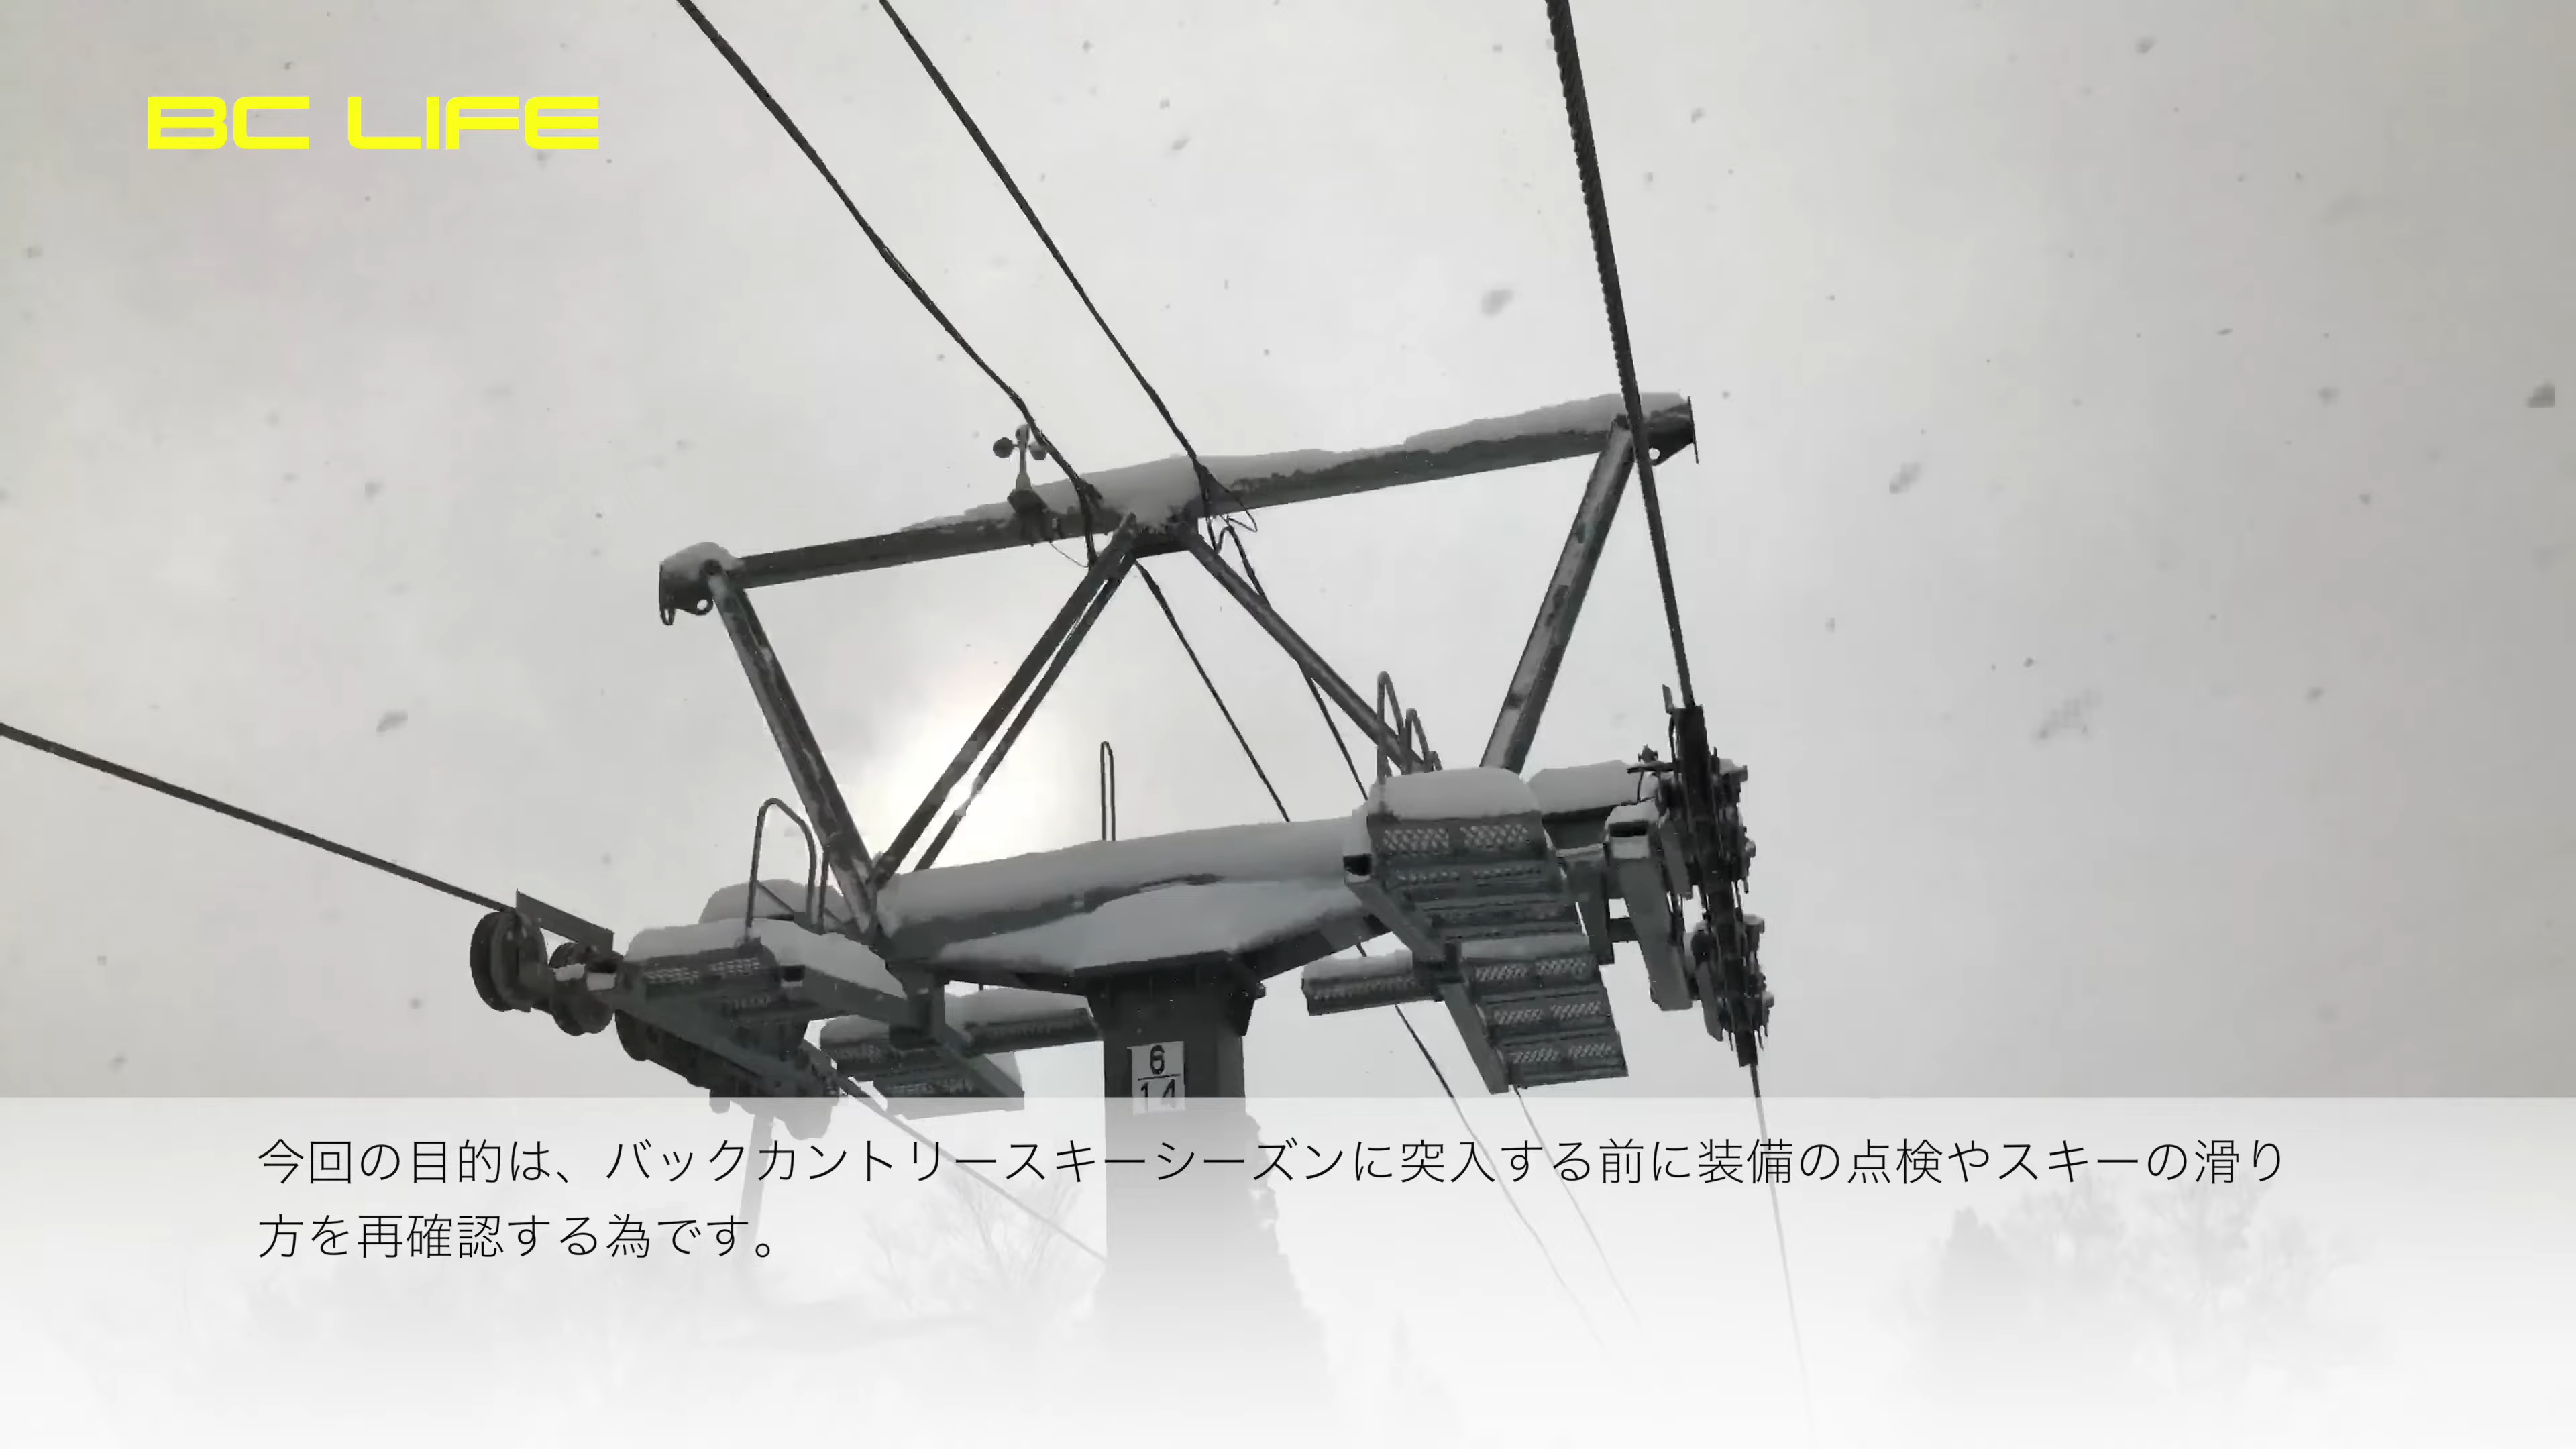 BC LIFE
6
14
今回の目的は、バックカントリースキーシーズンに突入する前に装備の点検やスキーの滑り
方を再確認する為です。